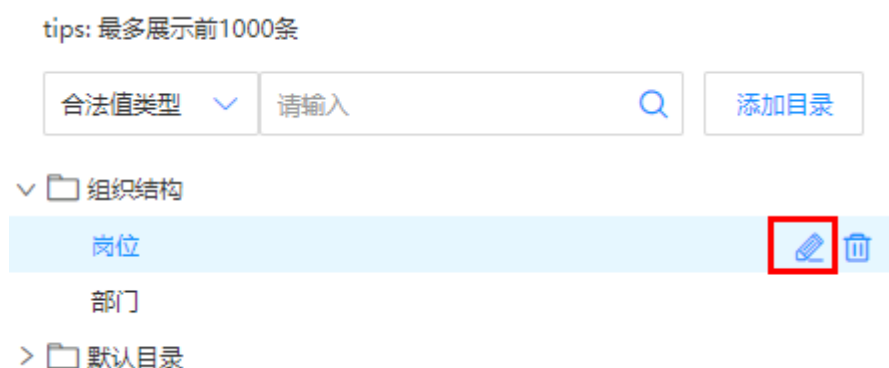 tips: 最多展示前1000条
合法值类型 请输入 添加目录
组织结构
岗位
部门
默认目录